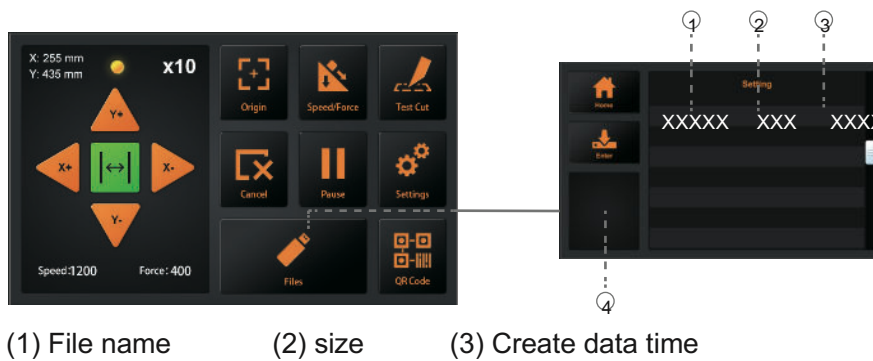 1 2 3
X: 255 mm
Y: 435 mm
x10
Y+
X+
X-
Y-
Speed:1200 Force: 400
Origin Speed/Force Test Cut
Cancel Pause Settings
Files QR Code
Setting
Home
XXXXX XXX XXXX
Enter
4
(1) File name (2) size (3) Create data time